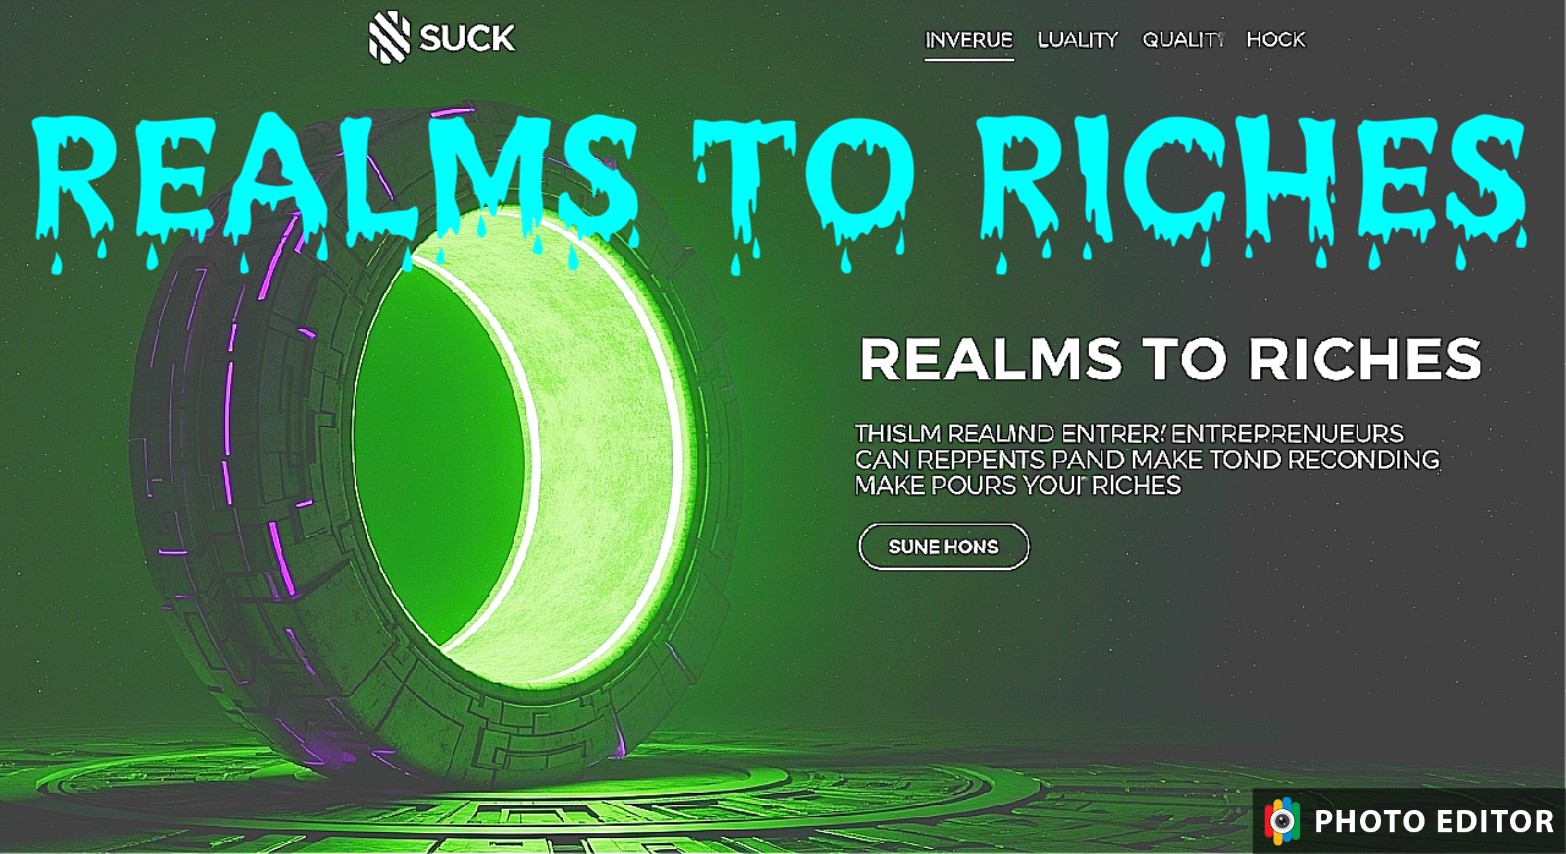 SUCK
INVERUE LUALITY QUALITY HOCK
REALMS TO RICHES
REALMS TO RICHES
THISLM REALIND ENTRER! ENTREPRENUEURS
CAN REPPENTS PAND MAKE TOND RECONDING
MAKE POURS YOUR RICHES
SUNE HONS
PHOTO EDITOR